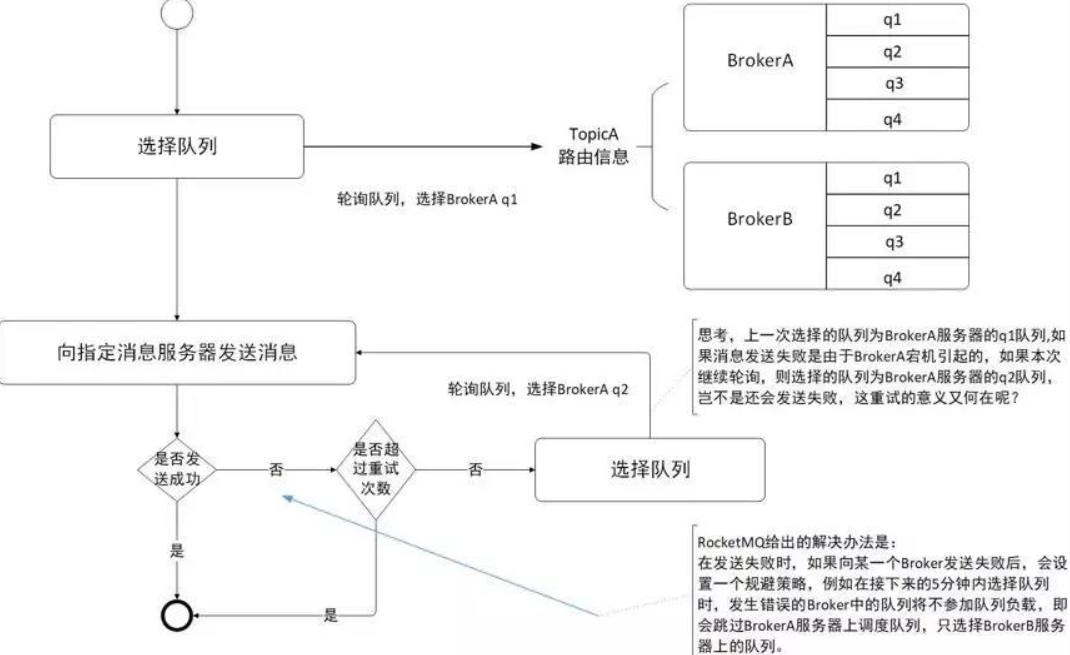 选择队列
轮询队列，选择BrokerA q1
TopicA
路由信息
BrokerA
q1
q2
q3
q4
BrokerB
q1
q2
q3
q4
向指定消息服务器发送消息
轮询队列，选择BrokerA q2
思考，上一次选择的队列为BrokerA服务器的q1队列,如
果消息发送失败是由于BrokerA宕机引起的，如果本次
继续轮询，则选择的队列为BrokerA服务器的q2队列，
岂不是还会发送失败，这重试的意义又何在呢？
是否发
送成功
否
是否超
过重试
次数
否
选择队列
是
是
RocketMQ给出的解决办法是：
在发送失败时，如果向某一个Broker发送失败后，会设
置一个规避策略，例如在接下来的5分钟内选择队列
时，发生错误的Broker中的队列将不参加队列负载，即
会跳过BrokerA服务器上调度队列，只选择BrokerB服务
器上的队列。